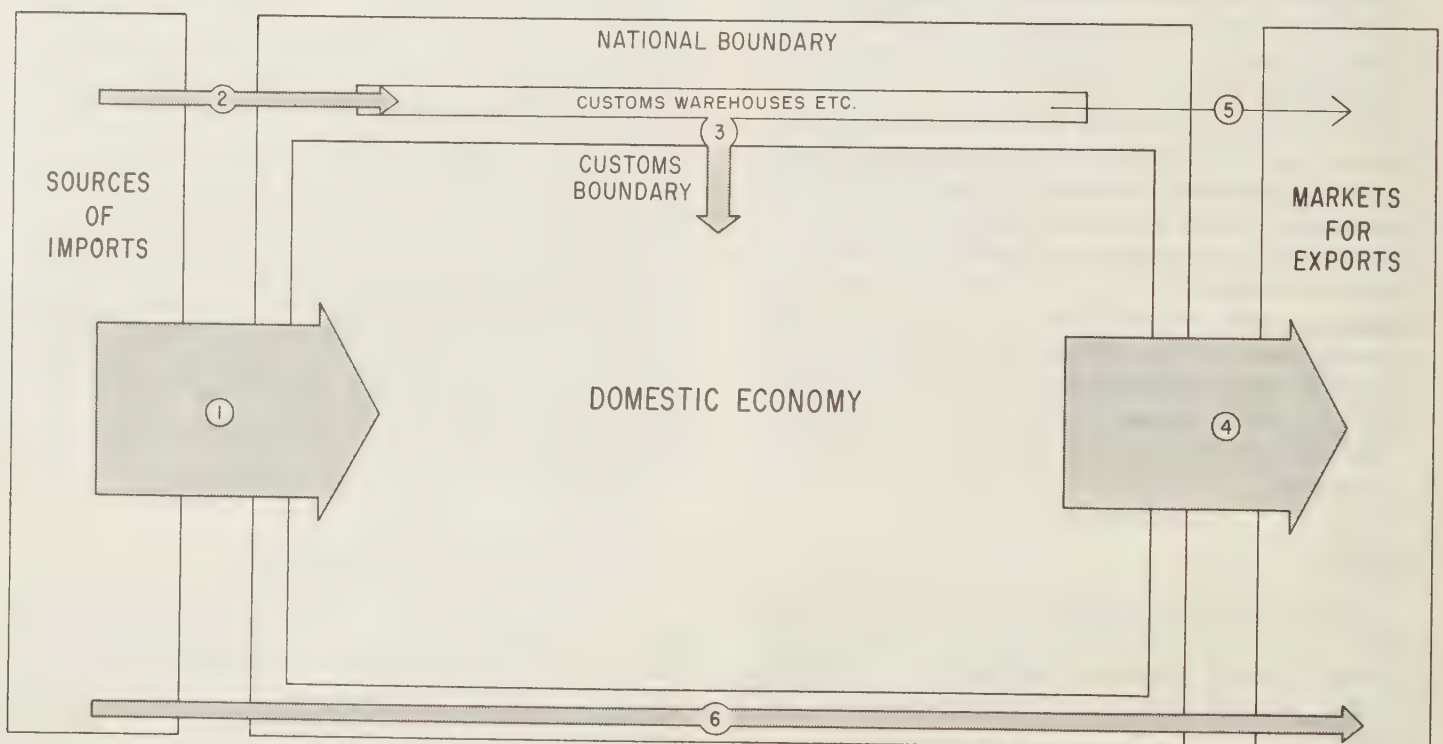 NATIONAL BOUNDARY
2
CUSTOMS WAREHOUSES ETC.
5
3
CUSTOMS
BOUNDARY
SOURCES
OF
IMPORTS
MARKETS
FOR
EXPORTS
1
DOMESTIC ECONOMY
4
6